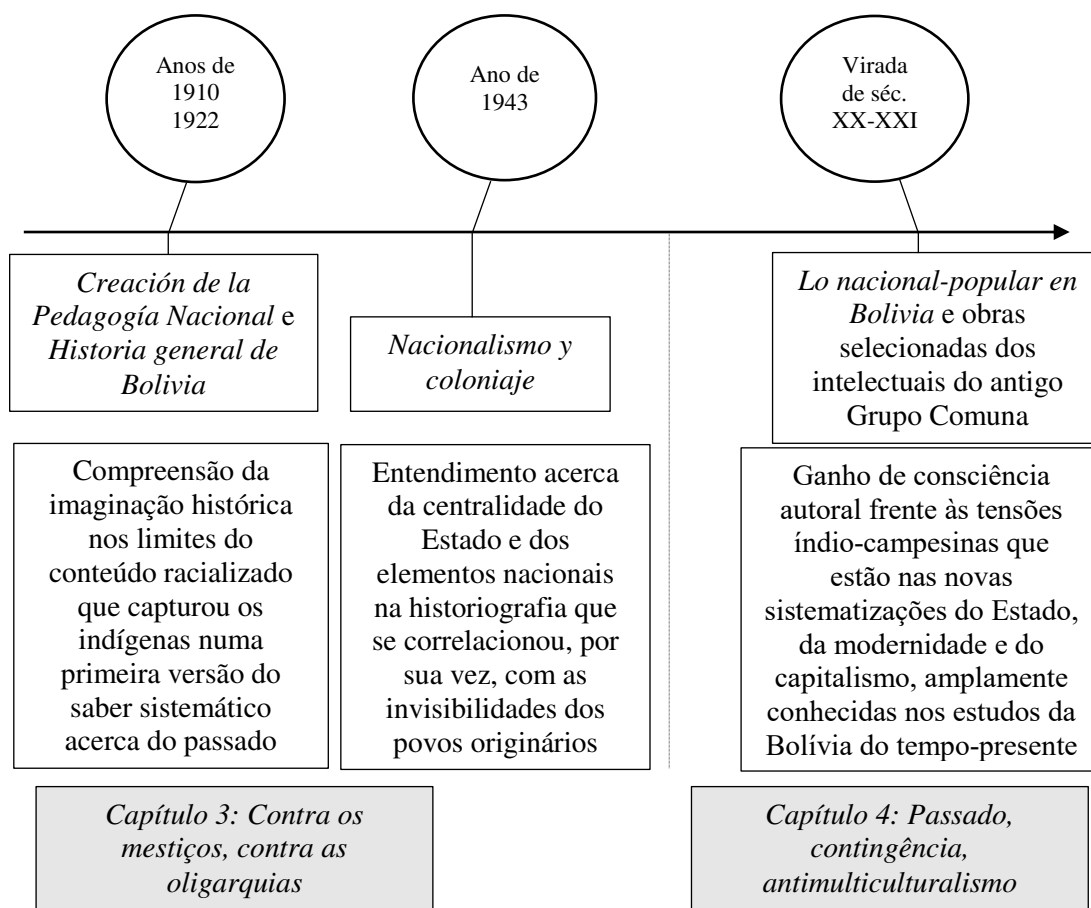 Anos de
1910
1922
Ano de
1943
Virada
de séc.
XX-XXI
Creación de la
Pedagogía Nacional e
Historia general de
Bolivia
Nacionalismo y
coloniaje
Lo nacional-popular en
Bolivia e obras
selecionadas dos
intelectuais do antigo
Grupo Comuna
Compreensão da
imaginação histórica
nos limites do
conteúdo racializado
que capturou os
indígenas numa
primeira versão do
saber sistemático
acerca do passado
Entendimento acerca
da centralidade do
Estado e dos
elementos nacionais
na historiografia que
se correlacionou, por
sua vez, com as
invisibilidades dos
povos originários
Ganho de consciência
autoral frente às tensões
índio-campesinas que
estão nas novas
sistematizações do Estado,
da modernidade e do
capitalismo, amplamente
conhecidas nos estudos da
Bolívia do tempo-presente
Capítulo 3: Contra os
mestiços, contra as
oligarquias
Capítulo 4: Passado,
contingência,
antimulticulturalismo